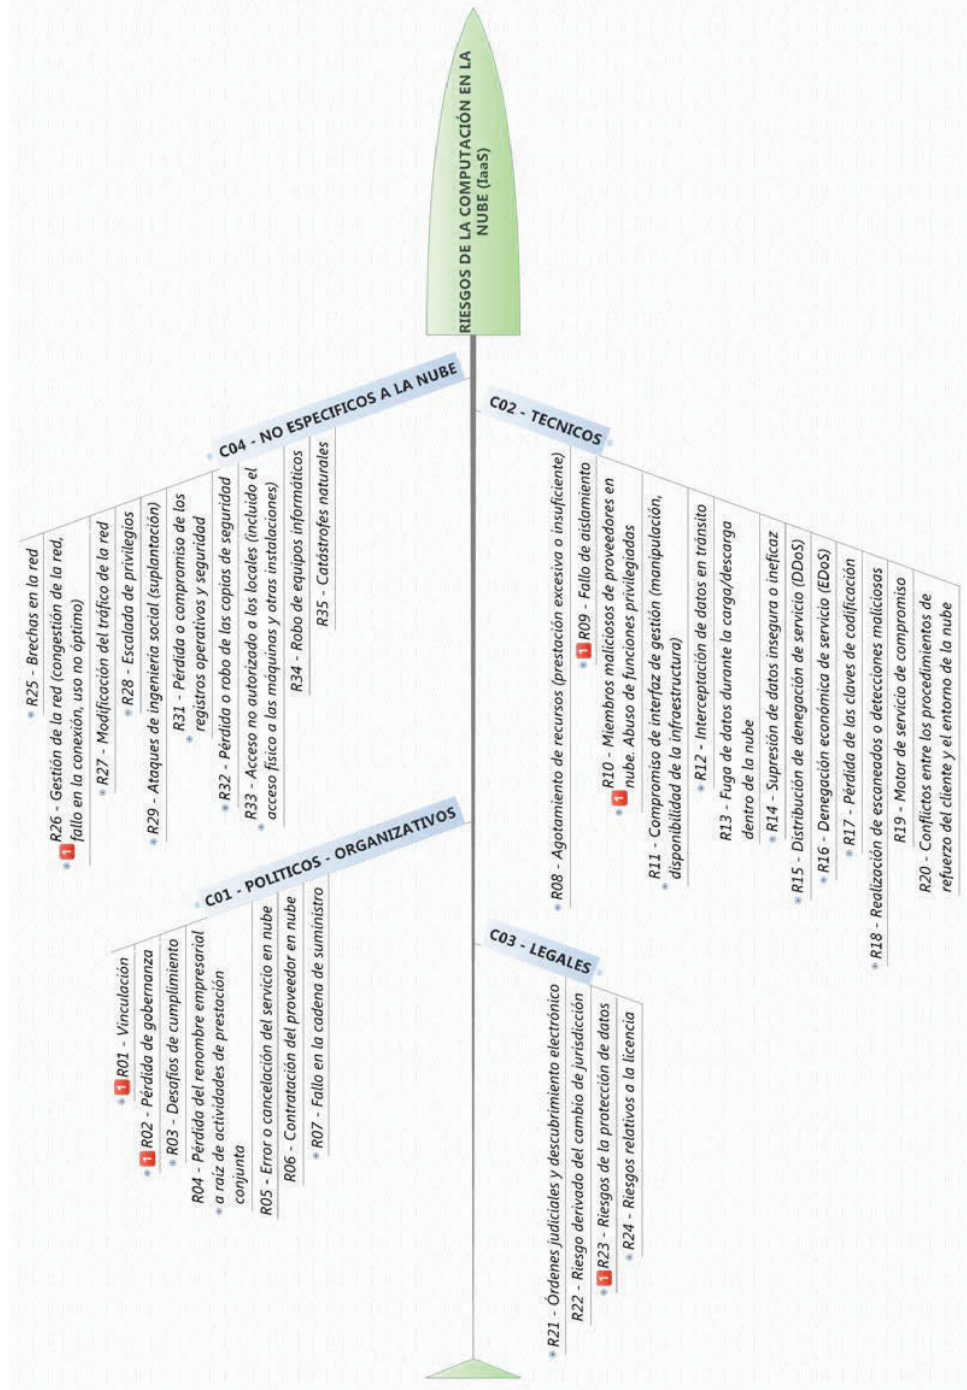 RIESGOS DE LA COMPUTACIÓN EN LA
NUBE (IaaS)
C01 - POLITICOS - ORGANIZATIVOS
1 R01 - Vinculación
1 R02 - Pérdida de gobernanza
R03 - Desafíos de cumplimiento
R04 - Pérdida del renombre empresarial
a raíz de actividades de prestación
conjunta
R05 - Error o cancelación del servicio en nube
R06 - Contratación del proveedor en nube
R07 - Fallo en la cadena de suministro
C04 - NO ESPECIFICOS A LA NUBE
R25 - Brechas en la red
1 R26 - Gestión de la red (congestión de la red,
fallo en la conexión, uso no óptimo)
R27 - Modificación del tráfico de la red
R28 - Escalada de privilegios
R29 - Ataques de ingeniería social (suplantación)
R31 - Pérdida o compromiso de los
registros operativos y seguridad
R32 - Pérdida o robo de las copias de seguridad
R33 - Acceso no autorizado a los locales (incluido el
acceso físico a las máquinas y otras instalaciones)
R34 - Robo de equipos informáticos
R35 - Catástrofes naturales
C03 - LEGALES
R21 - Órdenes judiciales y descubrimiento electrónico
R22 - Riesgo derivado del cambio de jurisdicción
1 R23 - Riesgos de la protección de datos
R24 - Riesgos relativos a la licencia
C02 - TECNICOS
R08 - Agotamiento de recursos (prestación excesiva o insuficiente)
1 R09 - Fallo de aislamiento
1 R10 - Miembros maliciosos de proveedores en
nube. Abuso de funciones privilegiadas
R11 - Compromiso de interfaz de gestión (manipulación,
disponibilidad de la infraestructura)
R12 - Interceptación de datos en tránsito
R13 - Fuga de datos durante la carga/descarga
dentro de la nube
R14 - Supresión de datos insegura o ineficaz
R15 - Distribución de denegación de servicio (DDoS)
R16 - Denegación económica de servicio (EDoS)
R17 - Pérdida de las claves de codificación
R18 - Realización de escaneados o detecciones maliciosas
R19 - Motor de servicio de compromiso
R20 - Conflictos entre los procedimientos de
refuerzo del cliente y el entorno de la nube